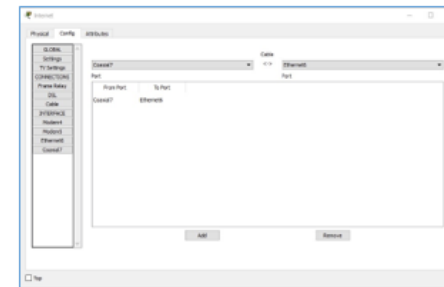 Internet
Physical Config Attributes
GLOBAL
Settings
TV Settings
CONNECTIONS
Frame Relay
DSL
Cable
INTERFACE
Modem4
Modem5
Ethernet6
Coaxial7
Cable
Coaxial7 <-> Ethernet6
Port Port
From Port To Port
Coaxial7 Ethernet6
Add Remove
Top